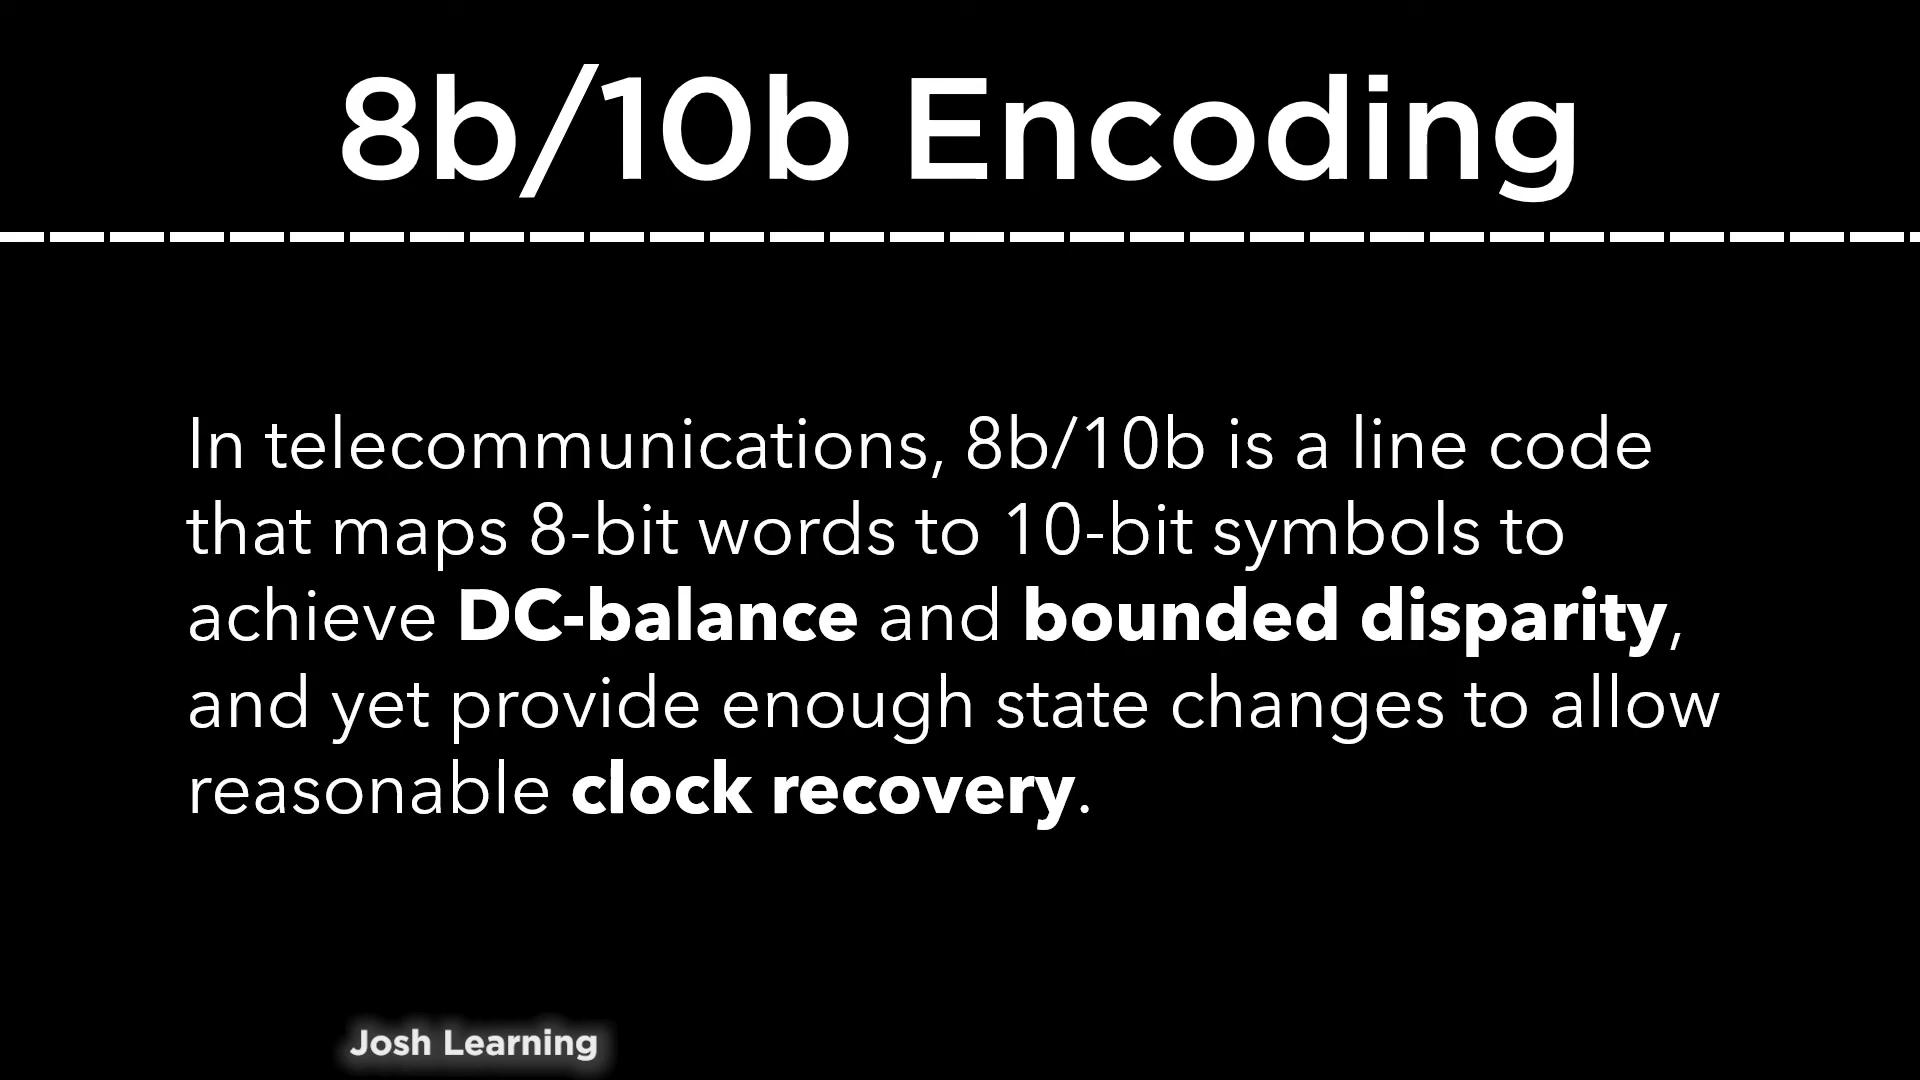 8b/10b Encoding
In telecommunications, 8b/10b is a line code
that maps 8-bit words to 10-bit symbols to
achieve DC-balance and bounded disparity,
and yet provide enough state changes to allow
reasonable clock recovery.
Josh Learning